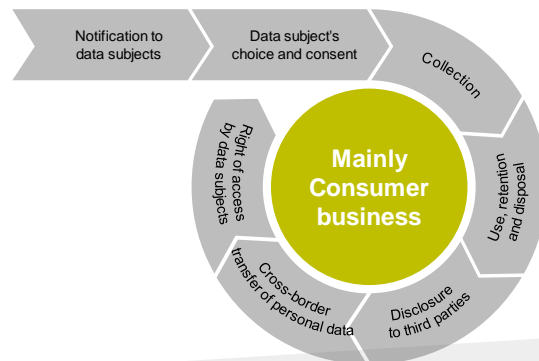 Notification to
data subjects
Data subject's
choice and consent
Collection
Use, retention
and disposal
Disclosure
to third parties
Cross-border
transfer of personal data
Right of access
by data subjects
Mainly
Consumer
business